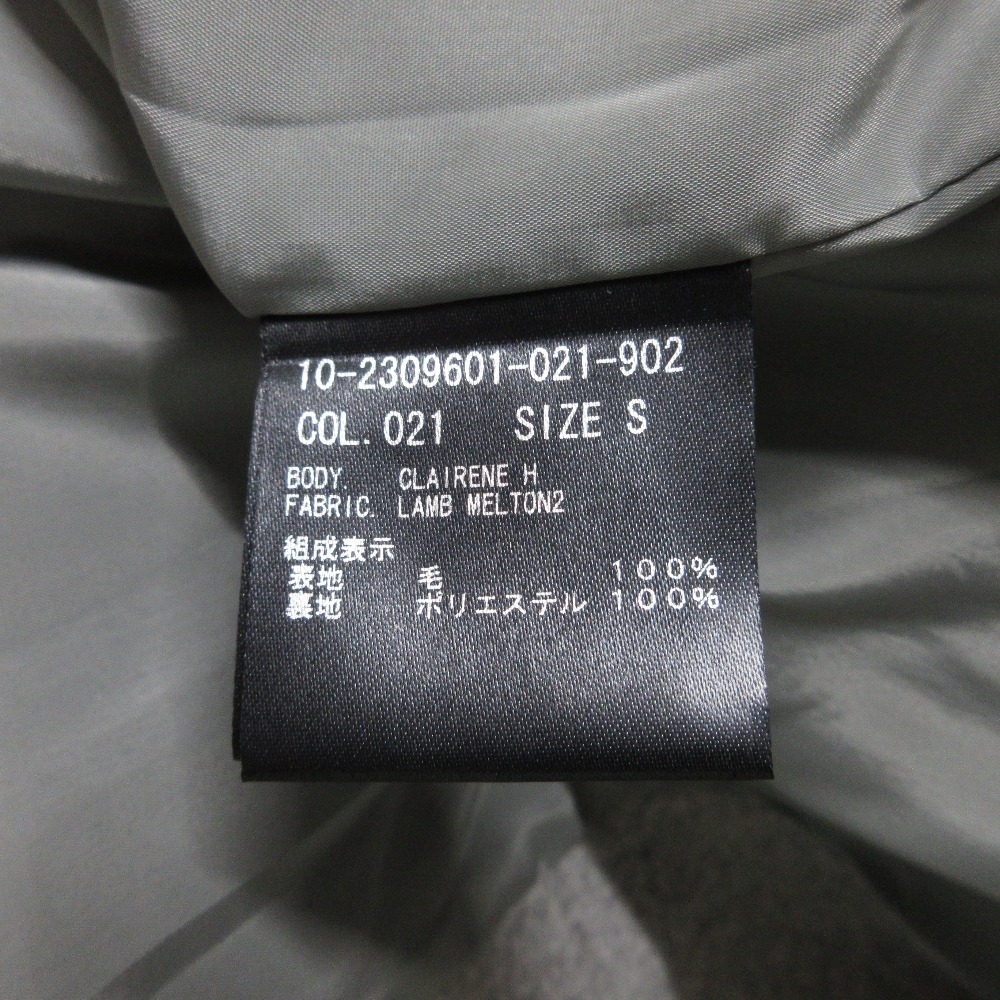 10-2309601-021-902
COL. 021 SIZE S
BODY. CLAIRENE H
FABRIC. LAMB MELTON2
組成表示
表地 毛 100%
裏地 ポリエステル 100%